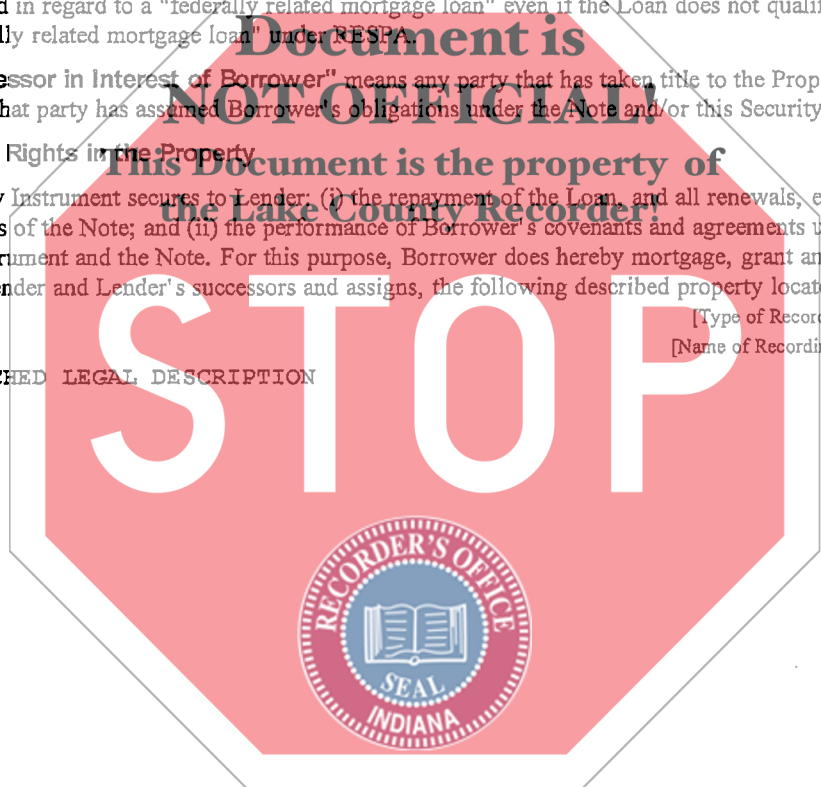 d in regard to a "federally related mortgage loan" even if the Loan does not qualif
lly related mortgage loan" under RESPA.
Document is
essor in Interest of Borrower" means any party that has taken title to the Prop
hat party has assumed Borrower's obligations under the Note and/or this Security
NOT OFFICIAL!
Rights in the Property
This Document is the property of
y Instrument secures to Lender: (i) the repayment of the Loan, and all renewals, e
the Lake County Recorder!
s of the Note; and (ii) the performance of Borrower's covenants and agreements u
rument and the Note. For this purpose, Borrower does hereby mortgage, grant an
ender and Lender's successors and assigns, the following described property locat
[Type of Recor
[Name of Recordi
CHED LEGAL DESCRIPTION
STOP
RECORDER'S OFFICE
SEAL
INDIANA